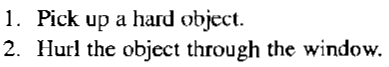 1. Pick up a hard object.
2. Hurl the object through the window.